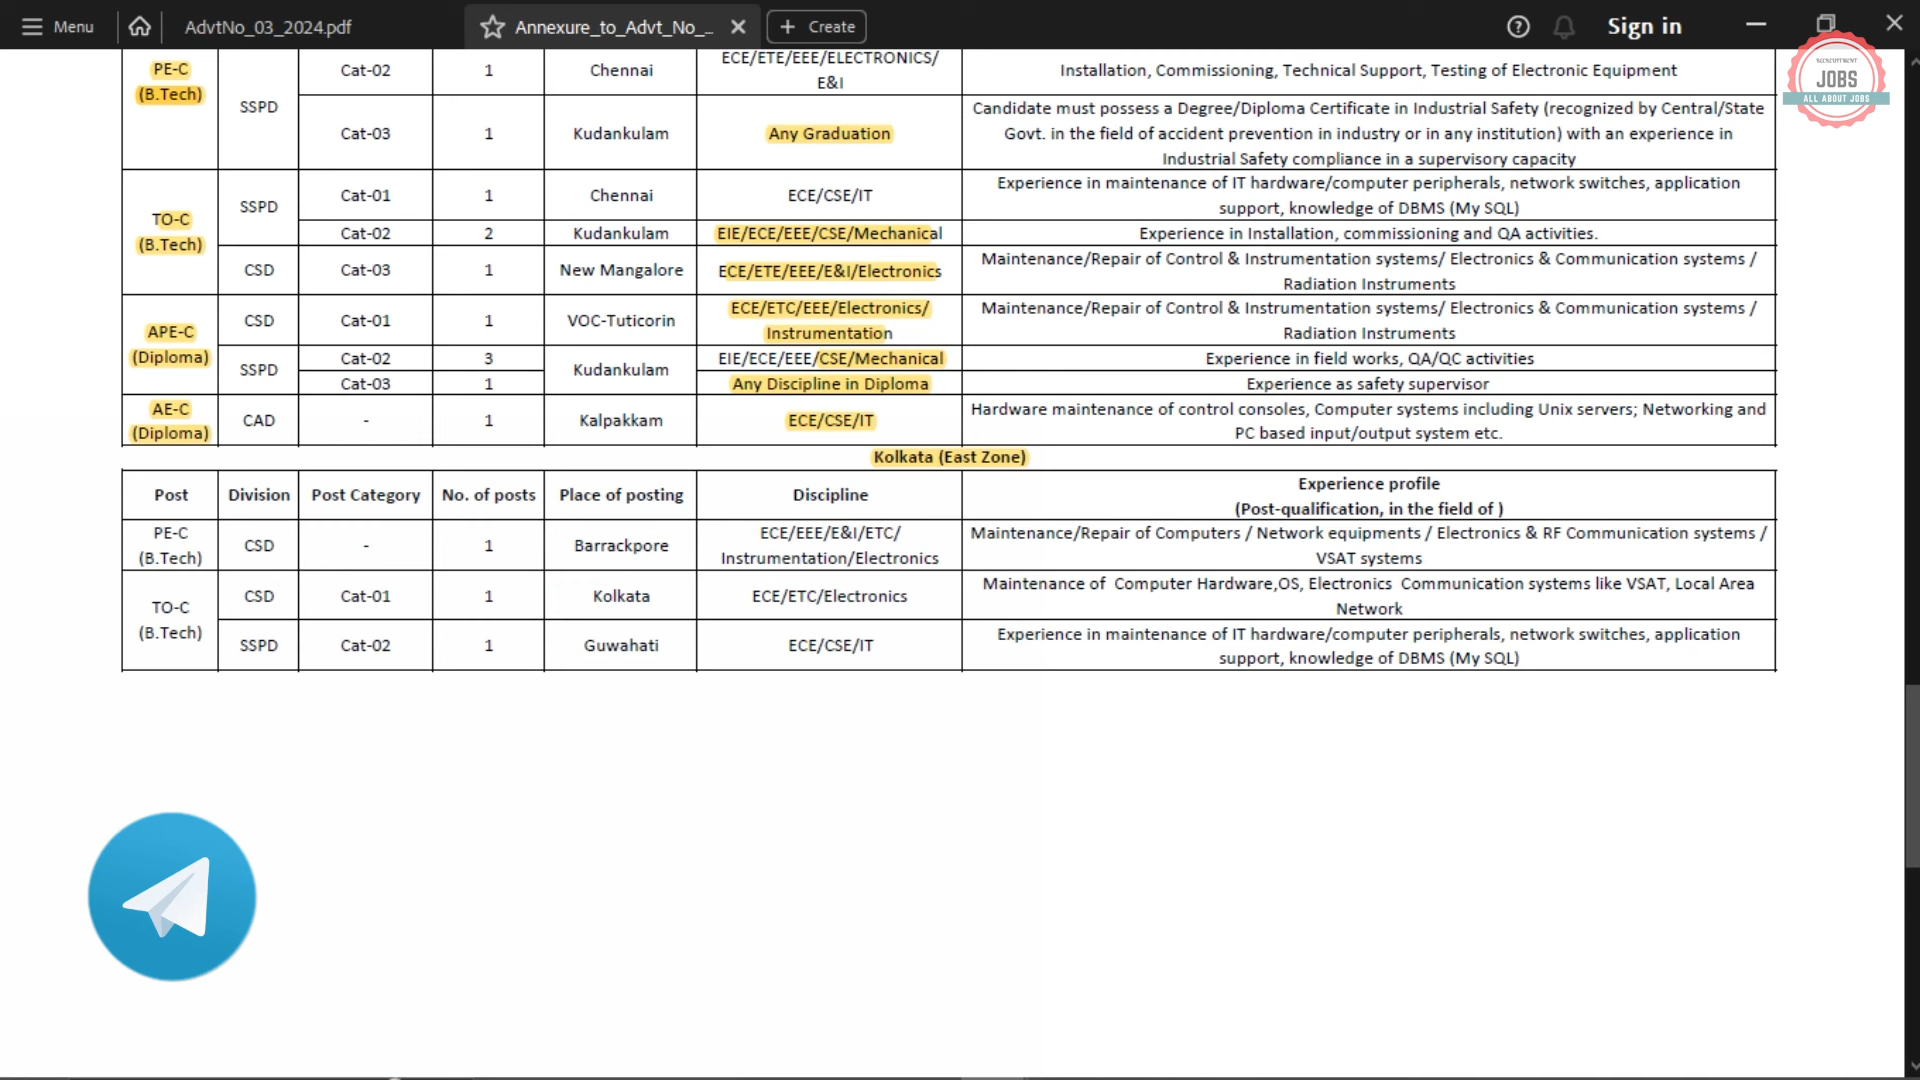 Menu
AdvtNo_03_2024.pdf
Annexure_to_Advt_No_...
Create
Sign in
RECRUITMENT
JOBS
ALL ABOUT JOBS
PE-C
(B.Tech)
SSPD
Cat-02
1
Chennai
ECE/ETE/EEE/ELECTRONICS/
E&I
Installation, Commissioning, Technical Support, Testing of Electronic Equipment
Cat-03
1
Kudankulam
Any Graduation
Candidate must possess a Degree/Diploma Certificate in Industrial Safety (recognized by Central/State
Govt. in the field of accident prevention in industry or in any institution) with an experience in
Industrial Safety compliance in a supervisory capacity
TO-C
(B.Tech)
SSPD
Cat-01
1
Chennai
ECE/CSE/IT
Experience in maintenance of IT hardware/computer peripherals, network switches, application
support, knowledge of DBMS (My SQL)
Cat-02
2
Kudankulam
EIE/ECE/EEE/CSE/Mechanical
Experience in Installation, commissioning and QA activities.
CSD
Cat-03
1
New Mangalore
ECE/ETE/EEE/E&I/Electronics
Maintenance/Repair of Control & Instrumentation systems/ Electronics & Communication systems /
Radiation Instruments
APE-C
(Diploma)
CSD
Cat-01
1
VOC-Tuticorin
ECE/ETC/EEE/Electronics/
Instrumentation
Maintenance/Repair of Control & Instrumentation systems/ Electronics & Communication systems /
Radiation Instruments
SSPD
Cat-02
3
Kudankulam
EIE/ECE/EEE/CSE/Mechanical
Experience in field works, QA/QC activities
Cat-03
1
Any Discipline in Diploma
Experience as safety supervisor
AE-C
(Diploma)
CAD
-
1
Kalpakkam
ECE/CSE/IT
Hardware maintenance of control consoles, Computer systems including Unix servers; Networking and
PC based input/output system etc.
Kolkata (East Zone)
Post
Division
Post Category
No. of posts
Place of posting
Discipline
Experience profile
(Post-qualification, in the field of )
PE-C
(B.Tech)
CSD
-
1
Barrackpore
ECE/EEE/E&I/ETC/
Instrumentation/Electronics
Maintenance/Repair of Computers / Network equipments / Electronics & RF Communication systems /
VSAT systems
TO-C
(B.Tech)
CSD
Cat-01
1
Kolkata
ECE/ETC/Electronics
Maintenance of Computer Hardware,OS, Electronics Communication systems like VSAT, Local Area
Network
SSPD
Cat-02
1
Guwahati
ECE/CSE/IT
Experience in maintenance of IT hardware/computer peripherals, network switches, application
support, knowledge of DBMS (My SQL)